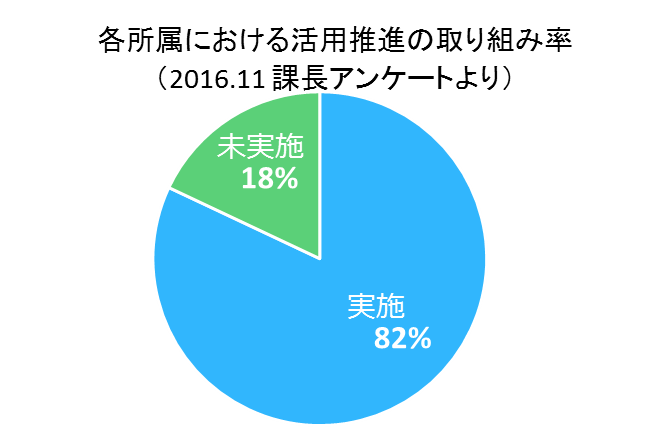 各所属における活用推進の取り組み率
（2016.11 課長アンケートより）
未実施
18%
実施
82%